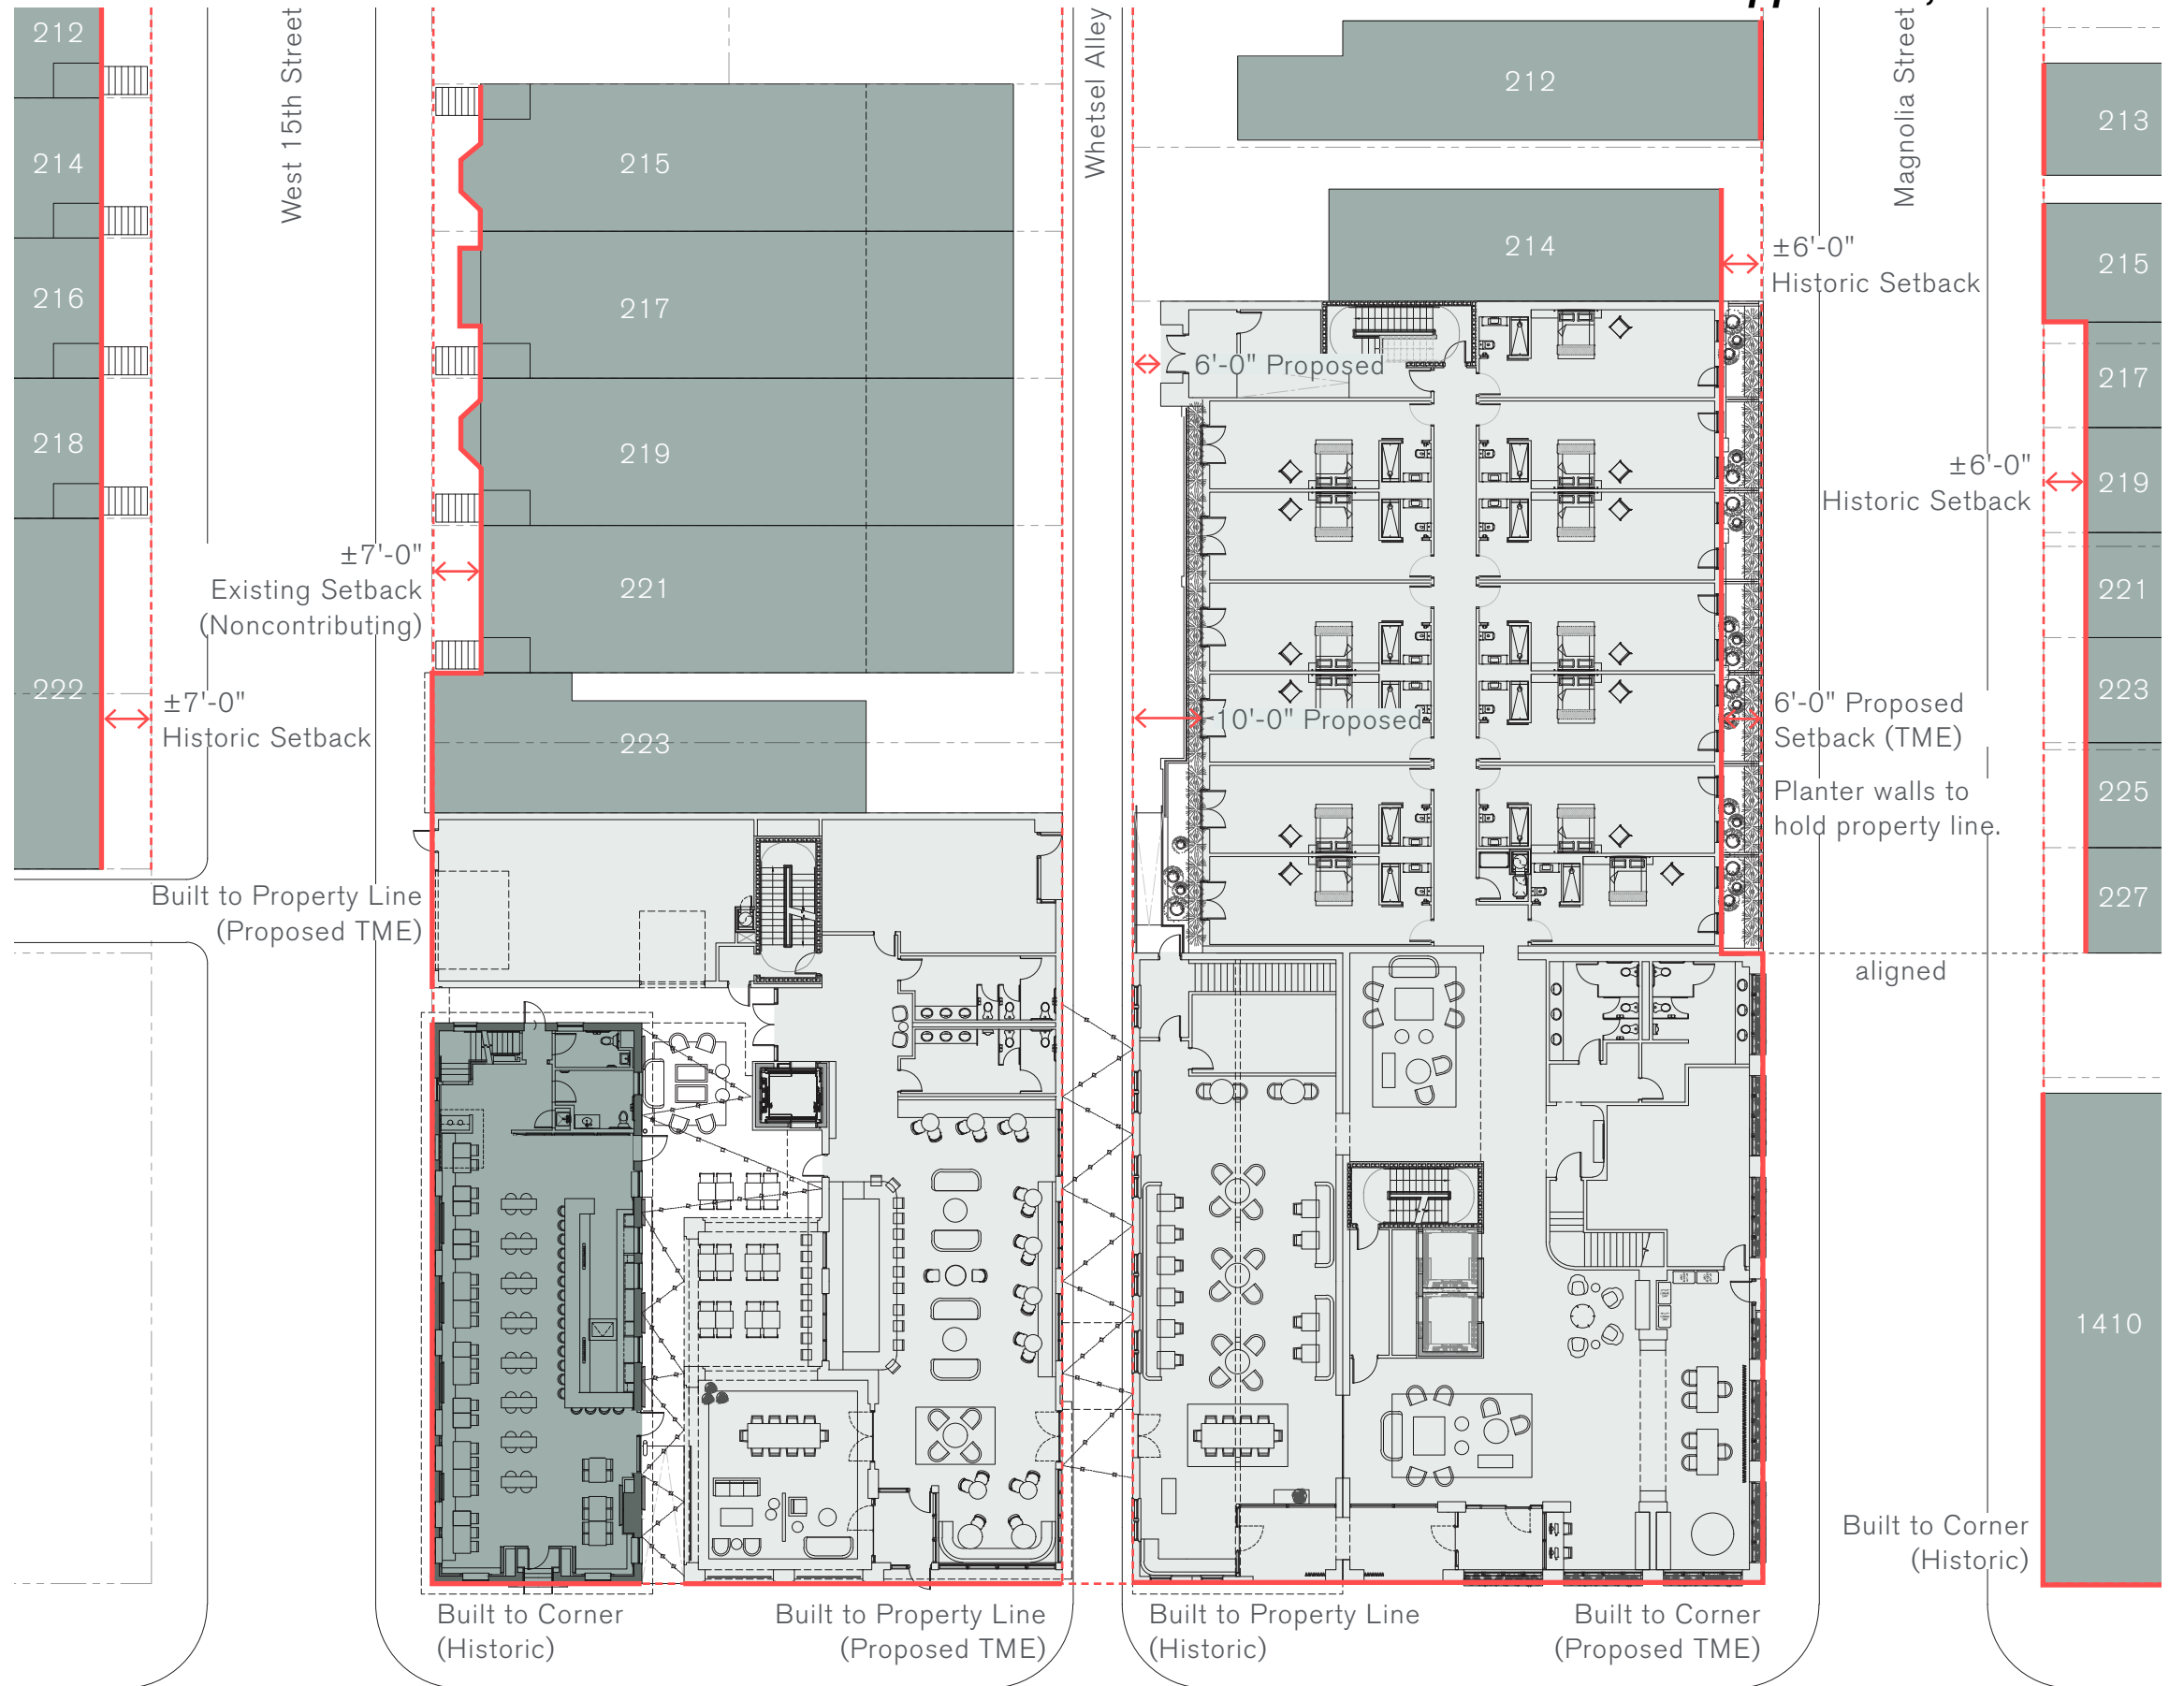 212
214
216
218
222
West 15th Street
±7'-0"
Historic Setback
±7'-0"
Existing Setback
(Noncontributing)
Built to Property Line
(Proposed TME)
215
217
219
221
223
Whetsel Alley
212
214
6'-0" Proposed
10'-0" Proposed
Magnolia Street
±6'-0"
Historic Setback
±6'-0"
Historic Setback
6'-0" Proposed
Setback (TME)
Planter walls to
hold property line.
aligned
213
215
217
219
221
223
225
227
1410
Built to Corner
(Historic)
Built to Corner
(Historic)
Built to Property Line
(Proposed TME)
Built to Property Line
(Historic)
Built to Corner
(Proposed TME)